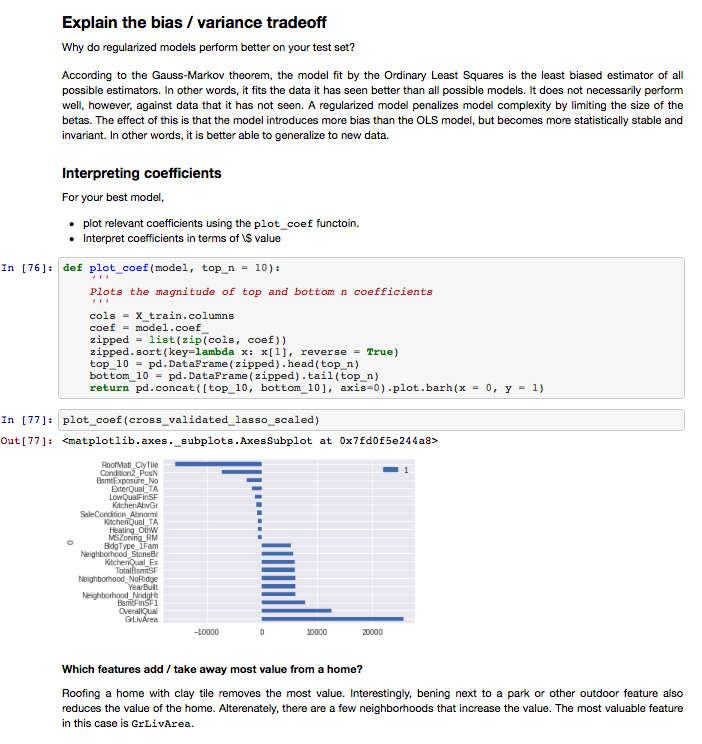 Explain the bias / variance tradeoff
Why do regularized models perform better on your test set?
According to the Gauss-Markov theorem, the model fit by the Ordinary Least Squares is the least biased estimator of all
possible estimators. In other words, it fits the data it has seen better than all possible models. It does not necessarily perform
well, however, against data that it has not seen. A regularized model penalizes model complexity by limiting the size of the
betas. The effect of this is that the model introduces more bias than the OLS model, but becomes more statistically stable and
invariant. In other words, it is better able to generalize to new data.
Interpreting coefficients
For your best model,
• plot relevant coefficients using the plot_coef functoin.
• Interpret coefficients in terms of \$ value
In [76]: def plot_coef(model, top_n = 10):
'''
Plots the magnitude of top and bottom n coefficients
'''
cols = X_train.columns
coef = model.coef_
zipped = list(zip(cols, coef))
zipped.sort(key=lambda x: x[1], reverse = True)
top_10 = pd.DataFrame(zipped).head(top_n)
bottom_10 = pd.DataFrame(zipped).tail(top_n)
return pd.concat([top_10, bottom_10], axis=0).plot.barh(x = 0, y = 1)
In [77]: plot_coef(cross_validated_lasso_scaled)
Out[77]: <matplotlib.axes._subplots.AxesSubplot at 0x7fd0f5e244a8>
RoofMatl_ClyTile
Condition2_PosN
BsmtExposure_No
ExterQual_TA
LowQualFinSF
KitchenAbvGr
SaleCondition_Abnorml
KitchenQual_TA
Heating_OthW
MSZoning_RM
BldgType_1Fam
Neighborhood_StoneBr
KitchenQual_Ex
TotalBsmtSF
Neighborhood_NoRidge
YearBuilt
Neighborhood_NridgHt
BsmtFinSF1
OverallQual
GrLivArea
0
1
−10000 0 10000 20000
Which features add / take away most value from a home?
Roofing a home with clay tile removes the most value. Interestingly, bening next to a park or other outdoor feature also
reduces the value of the home. Alterenately, there are a few neighborhoods that increase the value. The most valuable feature
in this case is GrLivArea.